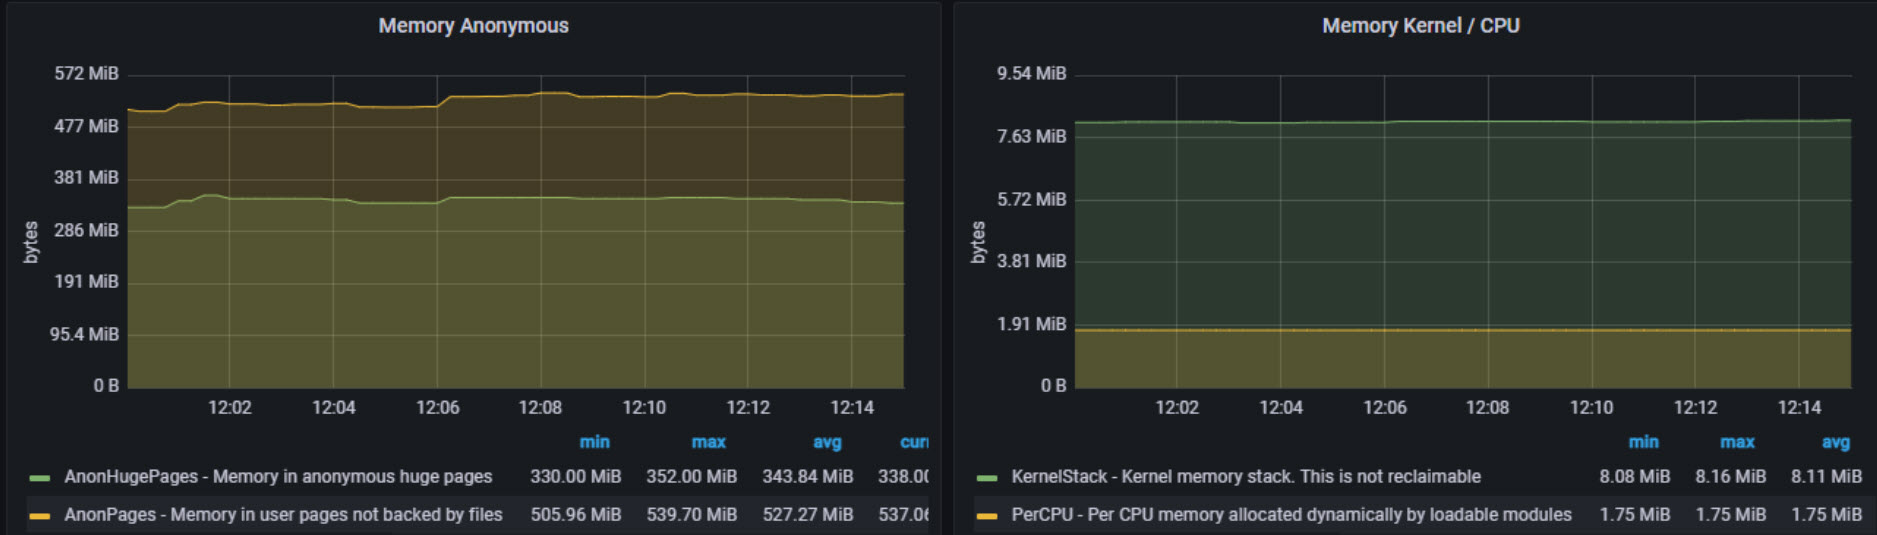 Memory Anonymous
572 MiB
477 MiB
381 MiB
286 MiB
191 MiB
95.4 MiB
0 B
bytes
12:02 12:04 12:06 12:08 12:10 12:12 12:14
min max avg curr
AnonHugePages - Memory in anonymous huge pages 330.00 MiB 352.00 MiB 343.84 MiB 338.00
AnonPages - Memory in user pages not backed by files 505.96 MiB 539.70 MiB 527.27 MiB 537.06
Memory Kernel / CPU
9.54 MiB
7.63 MiB
5.72 MiB
3.81 MiB
1.91 MiB
0 B
bytes
12:02 12:04 12:06 12:08 12:10 12:12 12:14
min max avg
KernelStack - Kernel memory stack. This is not reclaimable 8.08 MiB 8.16 MiB 8.11 MiB
PerCPU - Per CPU memory allocated dynamically by loadable modules 1.75 MiB 1.75 MiB 1.75 MiB